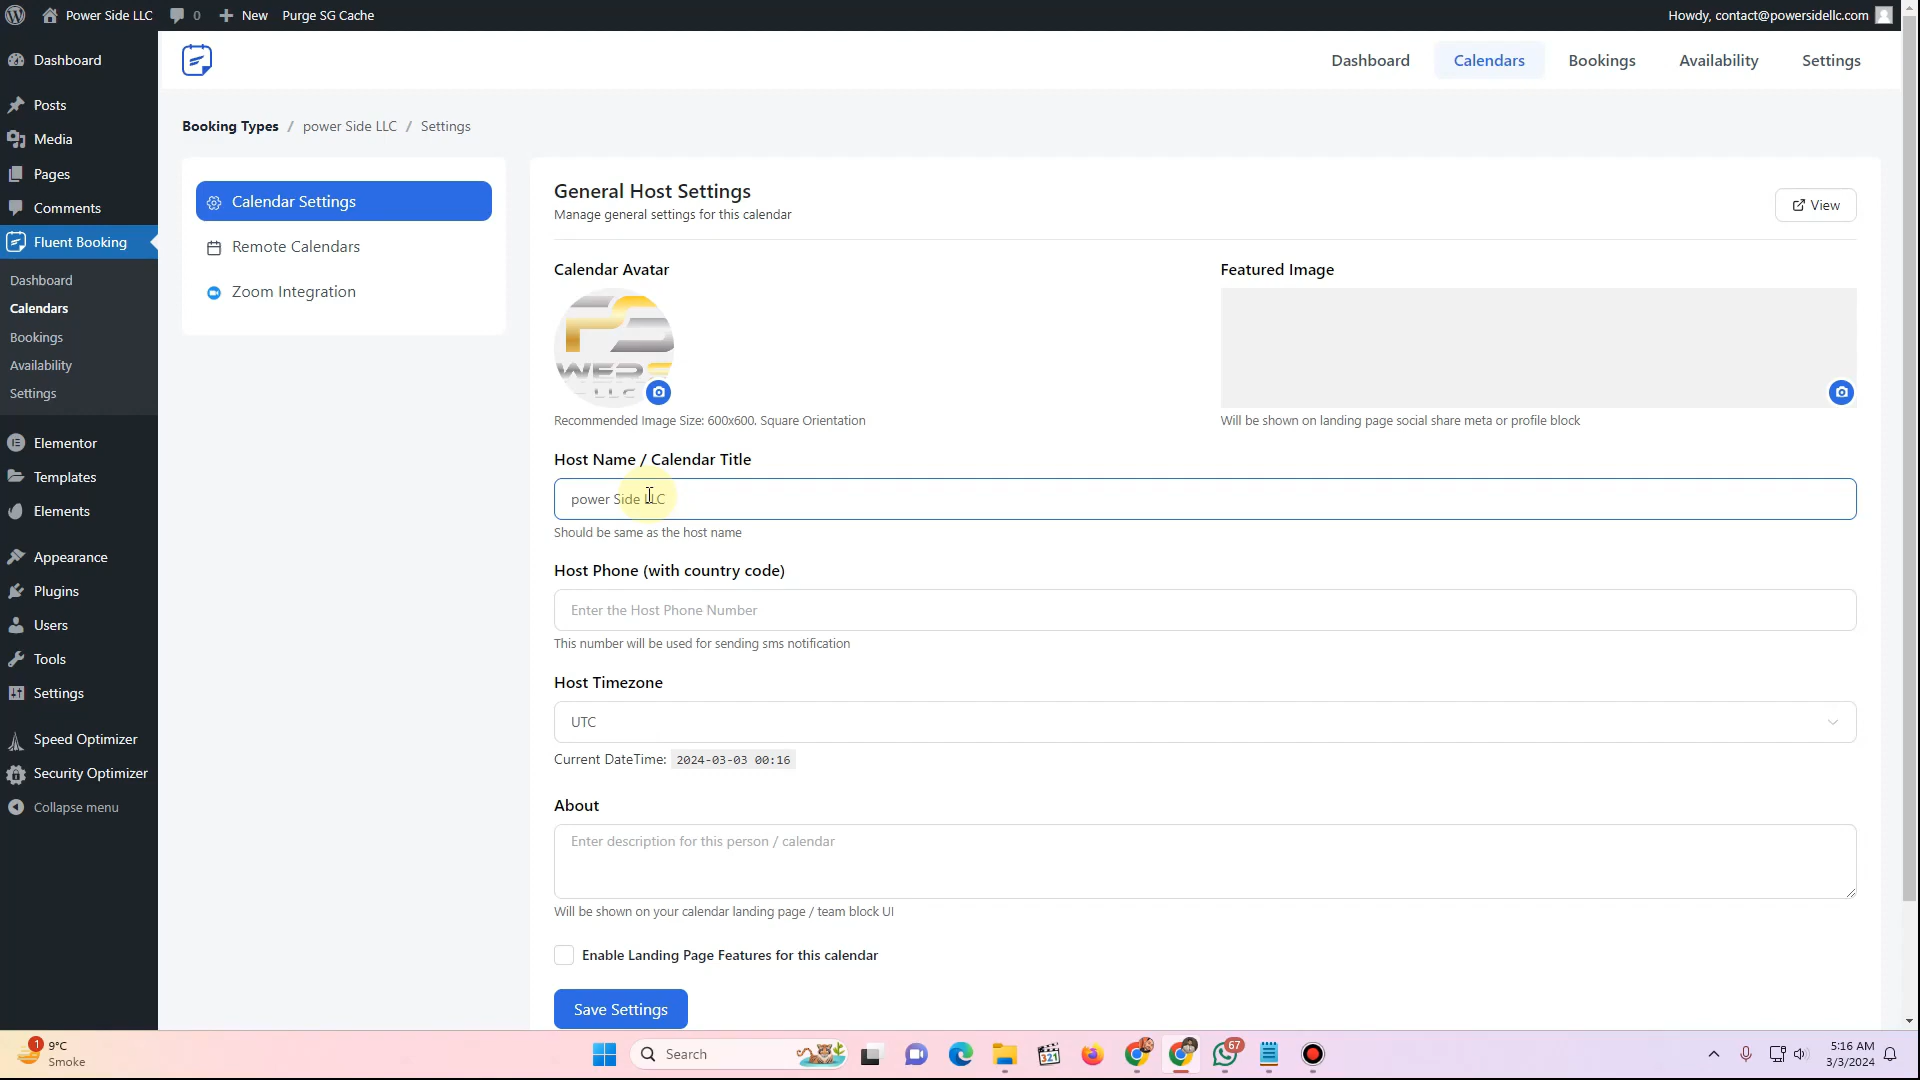 Power Side LLC
0
New
Purge SG Cache
Howdy, contact@powersidellc.com
Dashboard
Posts
Media
Pages
Comments
Fluent Booking
Dashboard
Calendars
Bookings
Availability
Settings
Elementor
Templates
Elements
Appearance
Plugins
Users
Tools
Settings
Speed Optimizer
Security Optimizer
Collapse menu
Dashboard
Calendars
Bookings
Availability
Settings
Booking Types / power Side LLC / Settings
Calendar Settings
Remote Calendars
Zoom Integration
General Host Settings
Manage general settings for this calendar
View
Calendar Avatar
LLC
Recommended Image Size: 600x600. Square Orientation
Featured Image
Will be shown on landing page social share meta or profile block
Host Name / Calendar Title
power Side LLC
Should be same as the host name
Host Phone (with country code)
Enter the Host Phone Number
This number will be used for sending sms notification
Host Timezone
UTC
Current DateTime: 2024-03-03 00:16
About
Enter description for this person / calendar
Will be shown on your calendar landing page / team block UI
Enable Landing Page Features for this calendar
Save Settings
1
9°C
Smoke
Search
321
67
5:16 AM
3/3/2024